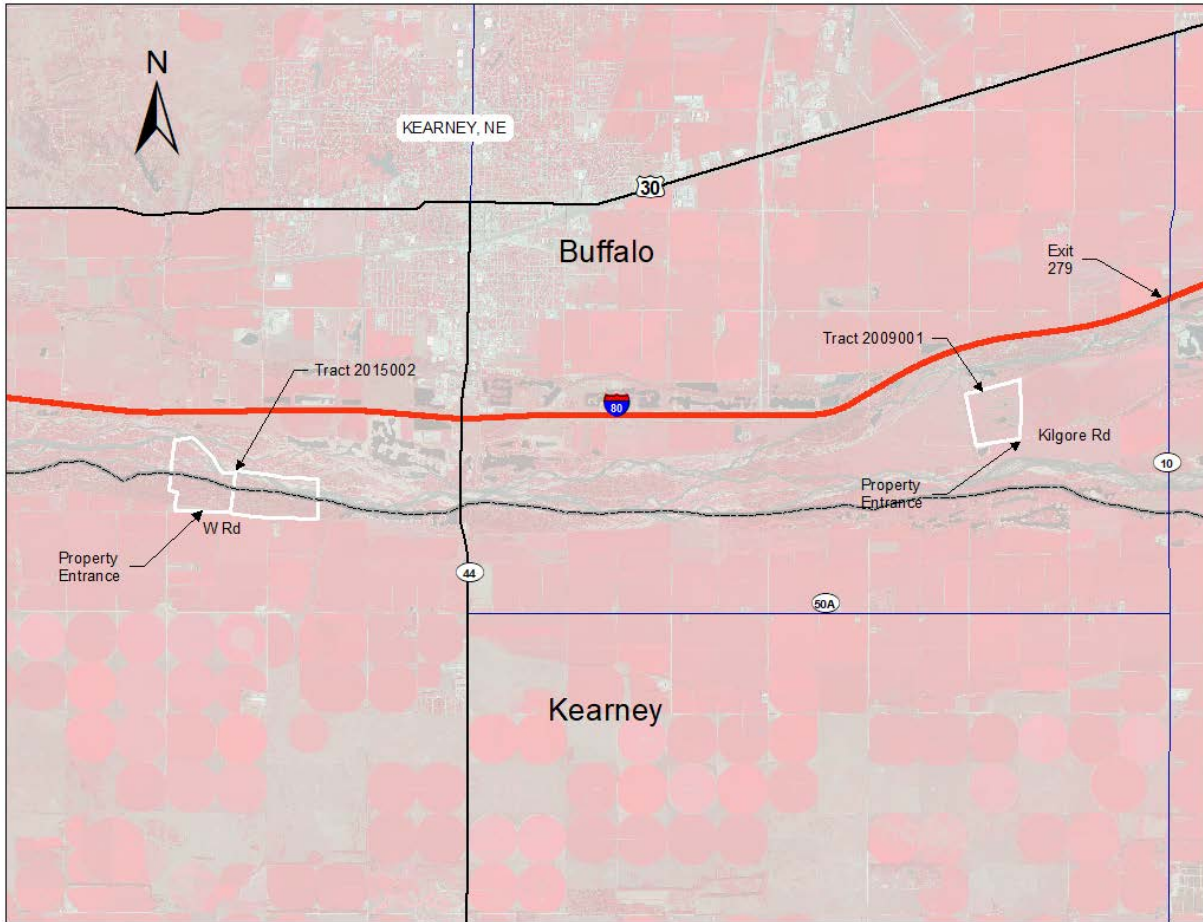 N
KEARNEY, NE
30
Buffalo
Exit
279
Tract 2009001
Tract 2015002
80
Kilgore Rd
10
Property
Entrance
W Rd
Property
Entrance
44
50A
Kearney